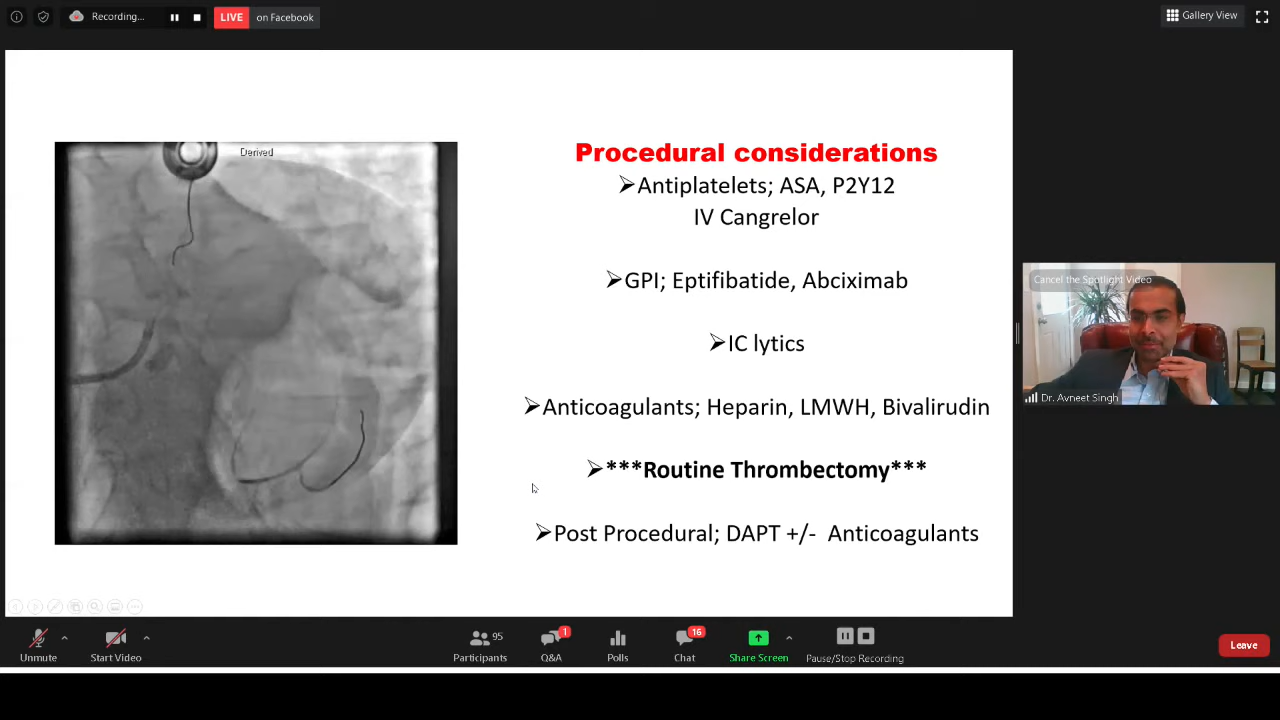 Recording...
LIVE on Facebook
Gallery View
Derived
Procedural considerations
➢Antiplatelets; ASA, P2Y12
IV Cangrelor
➢GPI; Eptifibatide, Abciximab
➢IC lytics
➢Anticoagulants; Heparin, LMWH, Bivalirudin
➢***Routine Thrombectomy***
➢Post Procedural; DAPT +/- Anticoagulants
Cancel the Spotlight Video
Dr. Avneet Singh
Unmute
Start Video
95
Participants
1
Q&A
Polls
16
Chat
Share Screen
Pause/Stop Recording
Leave